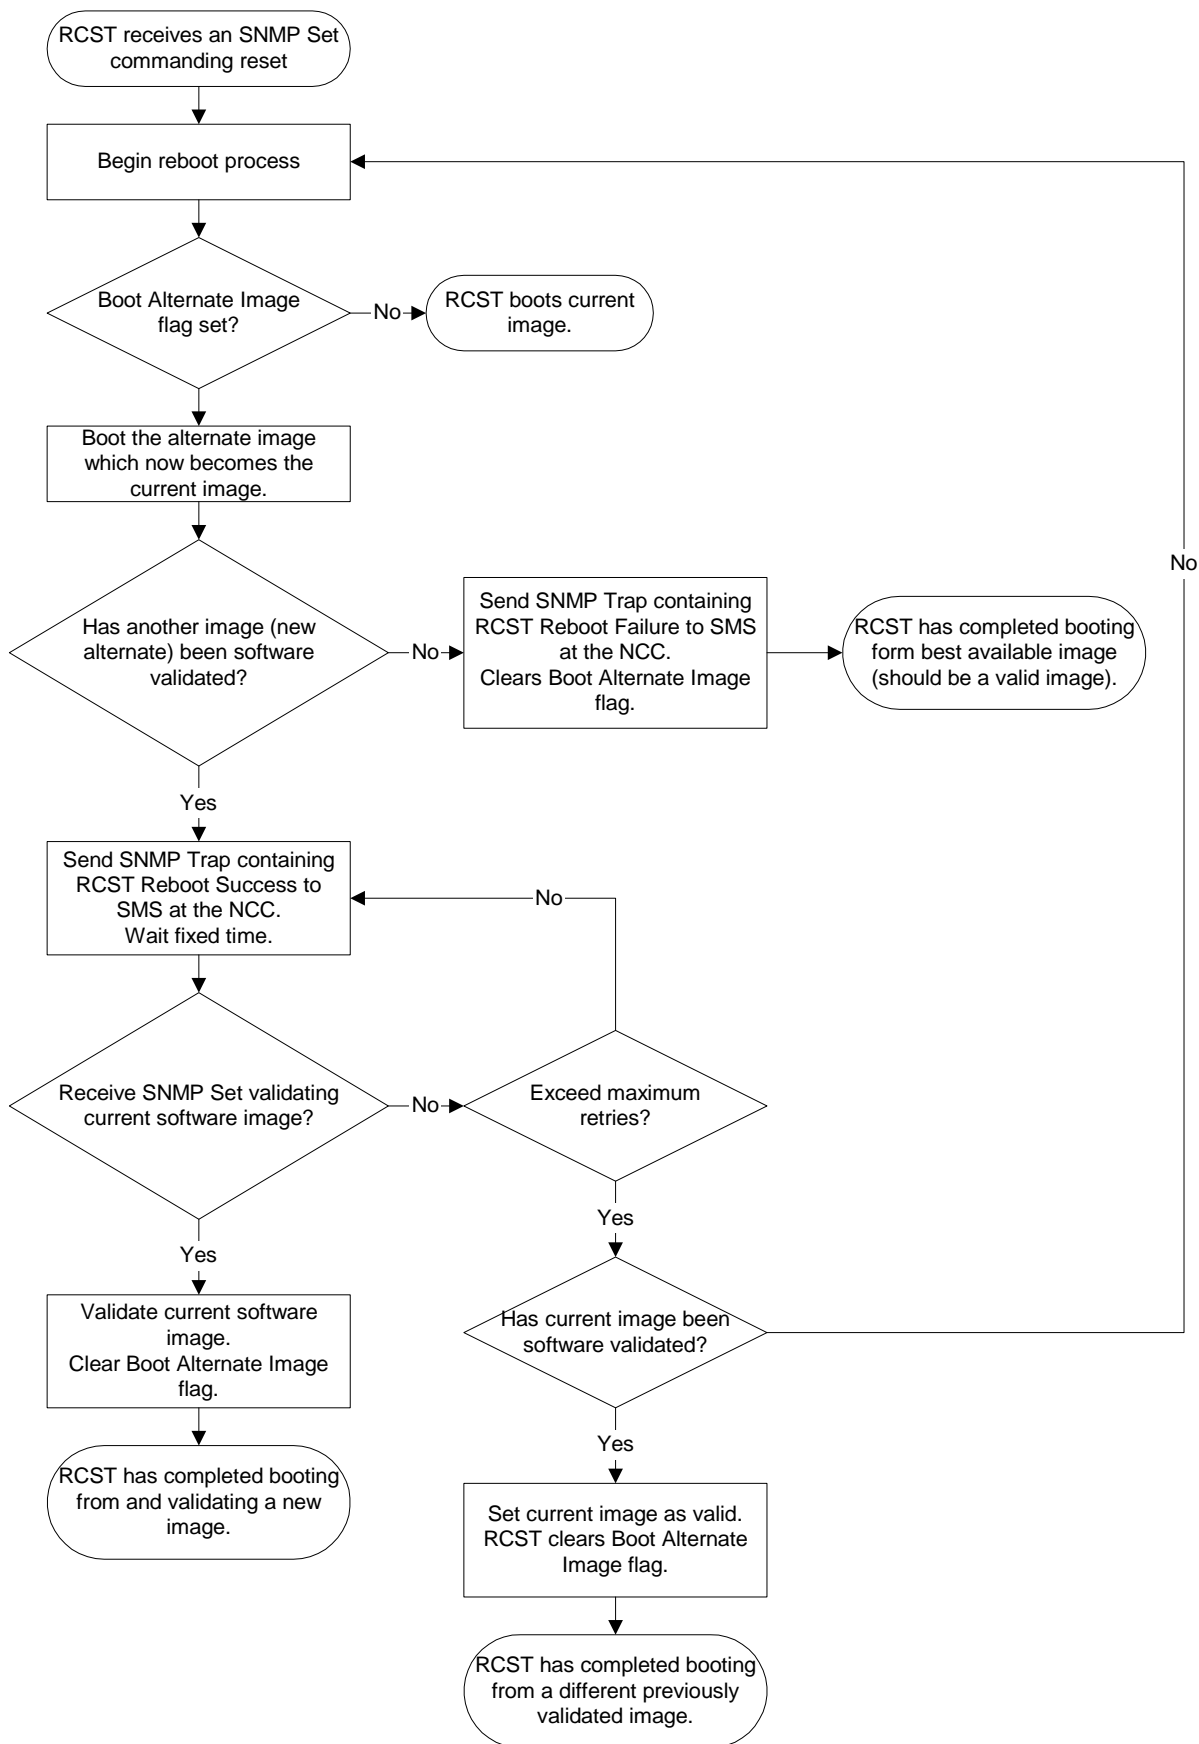 RCST receives an SNMP Set
commanding reset
Begin reboot process
Boot Alternate Image
flag set?
No
RCST boots current
image.
Boot the alternate image
which now becomes the
current image.
No
Has another image (new
alternate) been software
validated?
No
Send SNMP Trap containing
RCST Reboot Failure to SMS
at the NCC.
Clears Boot Alternate Image
flag.
RCST has completed booting
form best available image
(should be a valid image).
Yes
Send SNMP Trap containing
RCST Reboot Success to
SMS at the NCC.
Wait fixed time.
No
Receive SNMP Set validating
current software image?
No
Exceed maximum
retries?
Yes
Yes
Validate current software
image.
Clear Boot Alternate Image
flag.
Has current image been
software validated?
RCST has completed booting
from and validating a new
image.
Yes
Set current image as valid.
RCST clears Boot Alternate
Image flag.
RCST has completed booting
from a different previously
validated image.